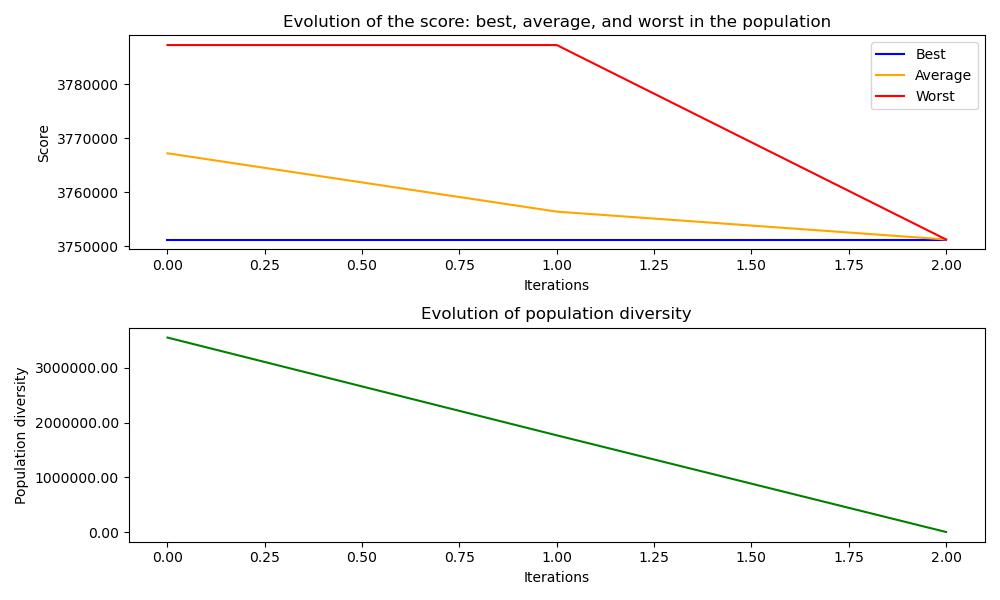 Evolution of the score: best, average, and worst in the population
Score
3780000
3770000
3760000
3750000
Best
Average
Worst
0.00 0.25 0.50 0.75 1.00 1.25 1.50 1.75 2.00
Iterations
Evolution of population diversity
Population diversity
3000000.00
2000000.00
1000000.00
0.00
0.00 0.25 0.50 0.75 1.00 1.25 1.50 1.75 2.00
Iterations